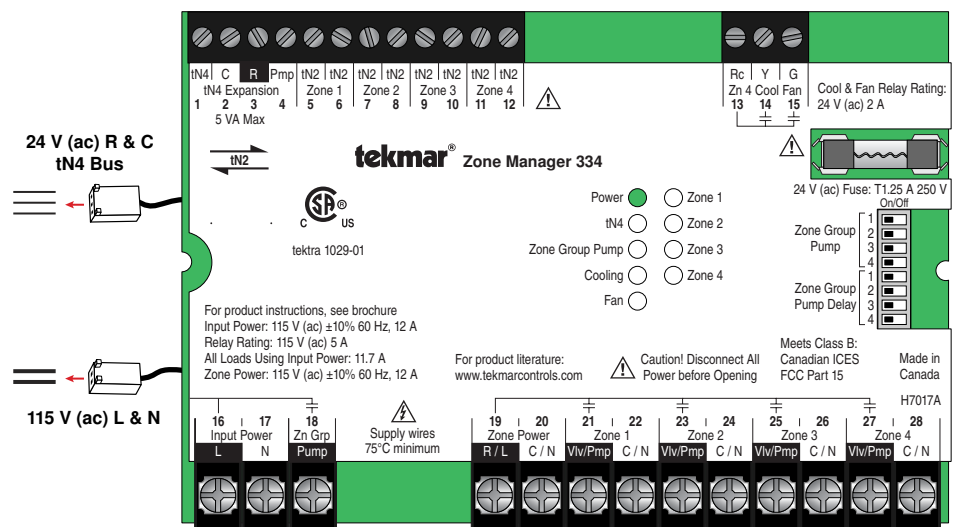 tN4 C R Pmp tN2 tN2 tN2 tN2 tN2 tN2 tN2 tN2
tN4 Expansion Zone 1 Zone 2 Zone 3 Zone 4
1 2 3 4 5 6 7 8 9 10 11 12
5 VA Max
Rc Y G
Zn 4 Cool Fan
13 14 15
Cool & Fan Relay Rating:
24 V (ac) 2 A
24 V (ac) R & C
tN4 Bus
tN2
tekmar® Zone Manager 334
24 V (ac) Fuse: T1.25 A 250 V
On/Off
CSA®
C US
tektra 1029-01
Power Zone 1
tN4 Zone 2
Zone Group Pump Zone 3
Cooling Zone 4
Fan
Zone Group
Pump
1
2
3
4
Zone Group
Pump Delay
1
2
3
4
For product instructions, see brochure
Input Power: 115 V (ac) ±10% 60 Hz, 12 A
Relay Rating: 115 V (ac) 5 A
All Loads Using Input Power: 11.7 A
Zone Power: 115 V (ac) ±10% 60 Hz, 12 A
For product literature:
www.tekmarcontrols.com
Caution! Disconnect All
Power before Opening
Meets Class B:
Canadian ICES
FCC Part 15
Made in
Canada
H7017A
115 V (ac) L & N
16 17 18
Input Power Zn Grp
L N Pump
Supply wires
75°C minimum
19 20 21 22 23 24 25 26 27 28
Zone Power Zone 1 Zone 2 Zone 3 Zone 4
R / L C / N Vlv/Pmp C / N Vlv/Pmp C / N Vlv/Pmp C / N Vlv/Pmp C / N